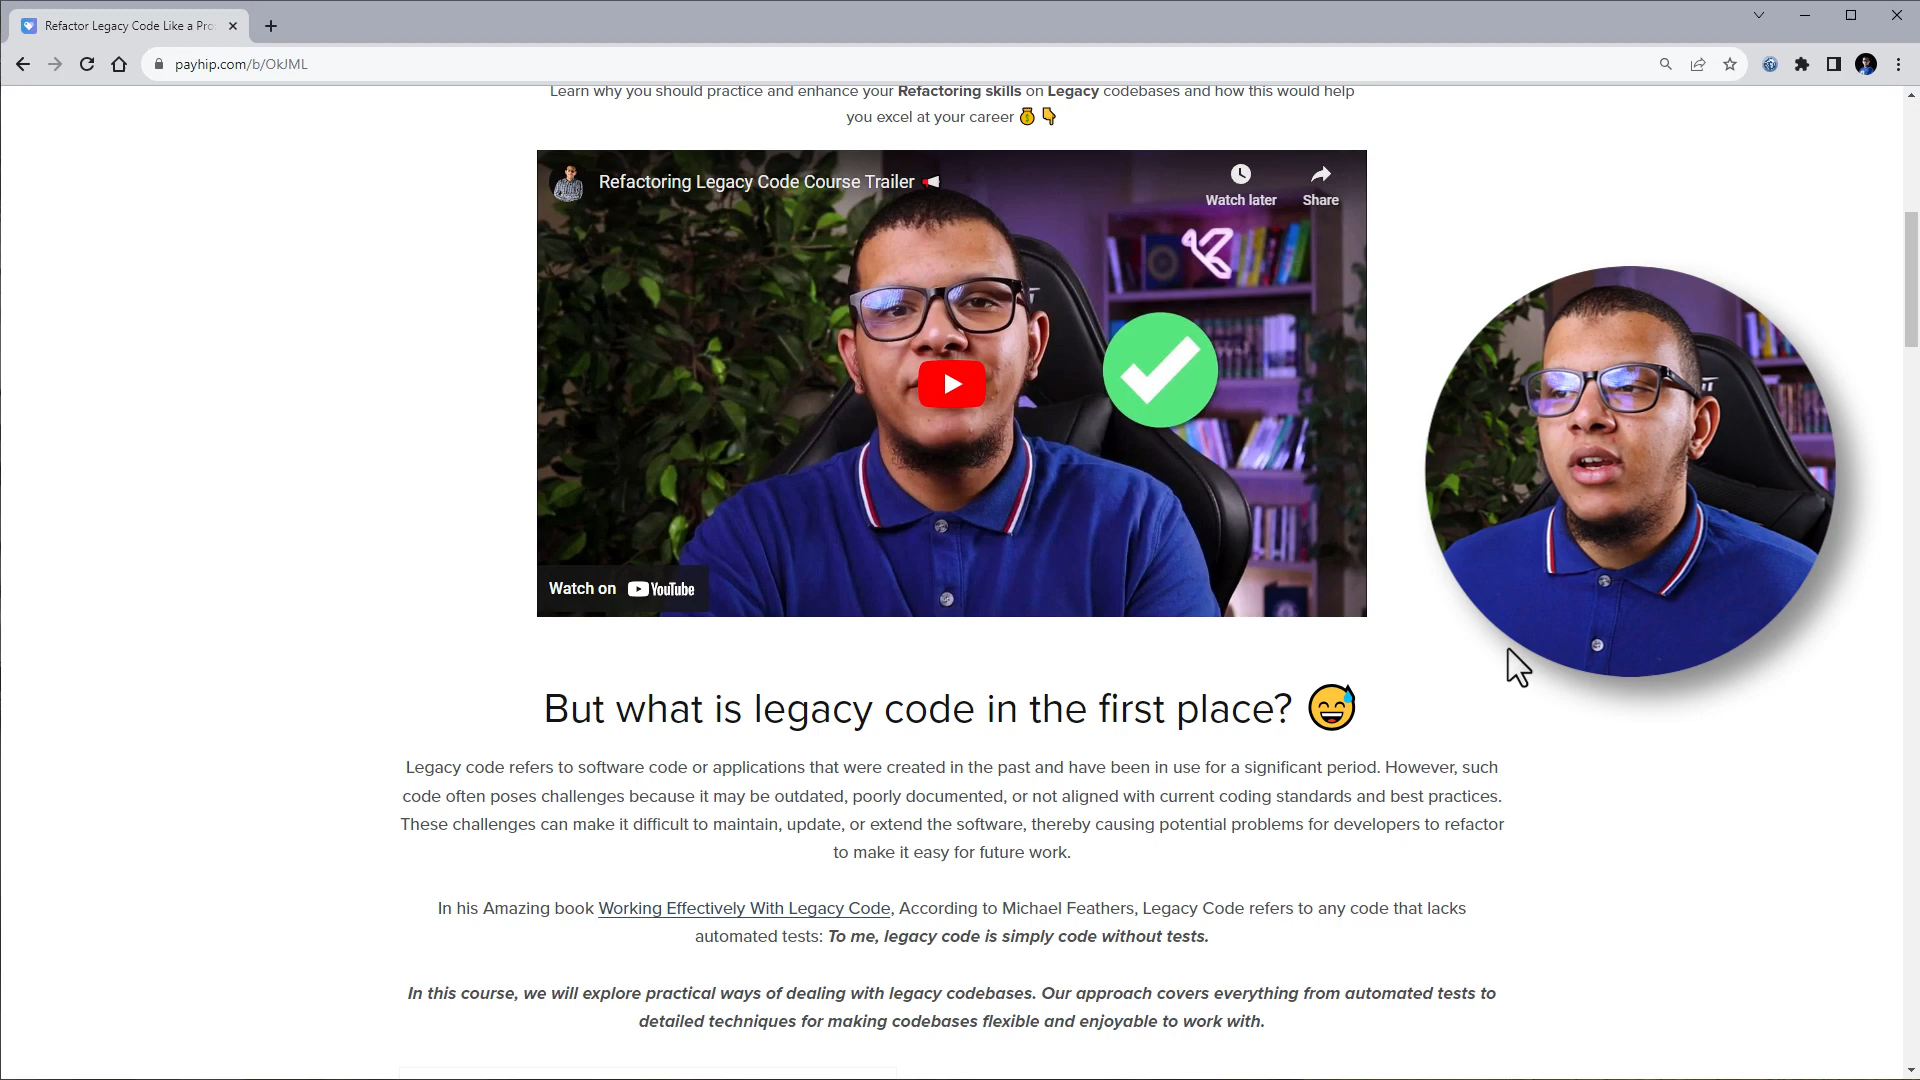 Refactor Legacy Code Like a Pro
payhip.com/b/OkJML
Learn why you should practice and enhance your Refactoring skills on Legacy codebases and how this would help
you excel at your career
Refactoring Legacy Code Course Trailer
Watch later
Share
Watch on YouTube
But what is legacy code in the first place?
Legacy code refers to software code or applications that were created in the past and have been in use for a significant period. However, such
code often poses challenges because it may be outdated, poorly documented, or not aligned with current coding standards and best practices.
These challenges can make it difficult to maintain, update, or extend the software, thereby causing potential problems for developers to refactor
to make it easy for future work.
In his Amazing book Working Effectively With Legacy Code, According to Michael Feathers, Legacy Code refers to any code that lacks
automated tests: To me, legacy code is simply code without tests.
In this course, we will explore practical ways of dealing with legacy codebases. Our approach covers everything from automated tests to
detailed techniques for making codebases flexible and enjoyable to work with.